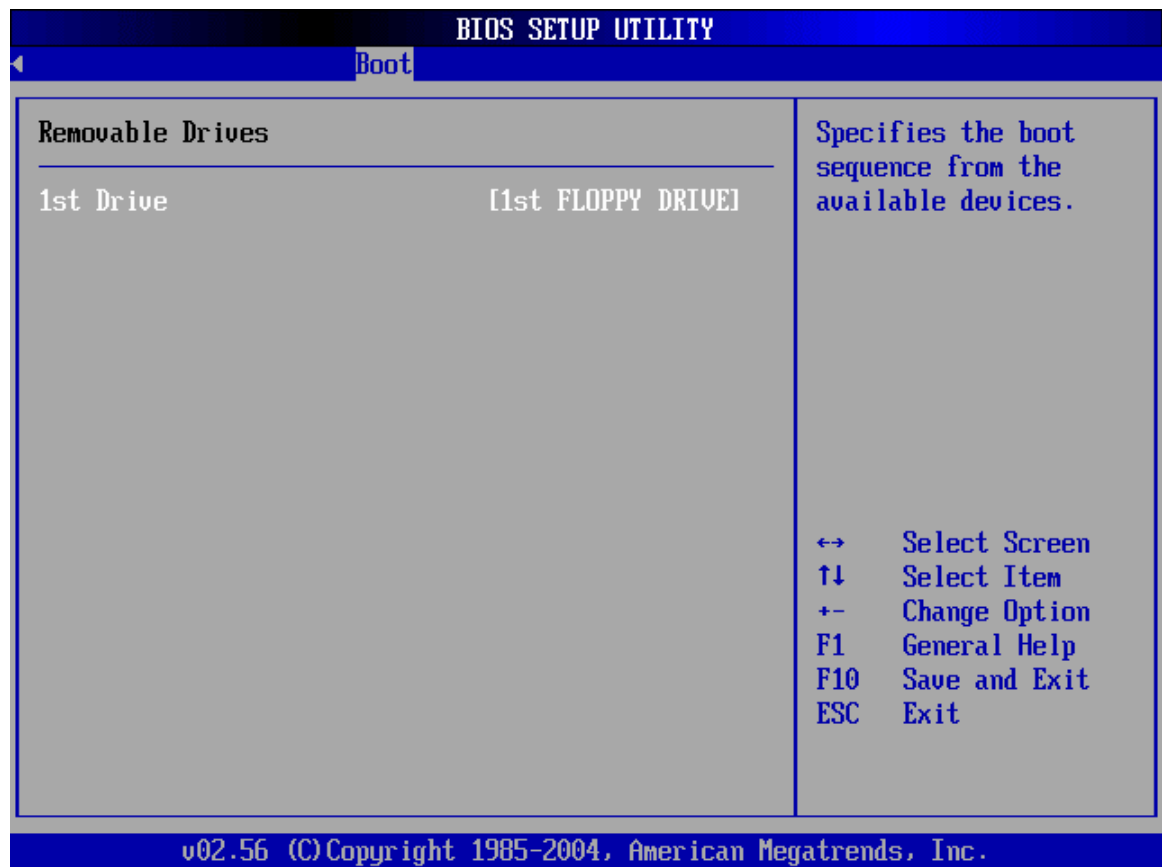 BIOS SETUP UTILITY
Boot
Removable Drives
1st Drive [1st FLOPPY DRIVE]
Specifies the boot
sequence from the
available devices.
←→ Select Screen
↑↓ Select Item
+- Change Option
F1 General Help
F10 Save and Exit
ESC Exit
v02.56 (C)Copyright 1985-2004, American Megatrends, Inc.